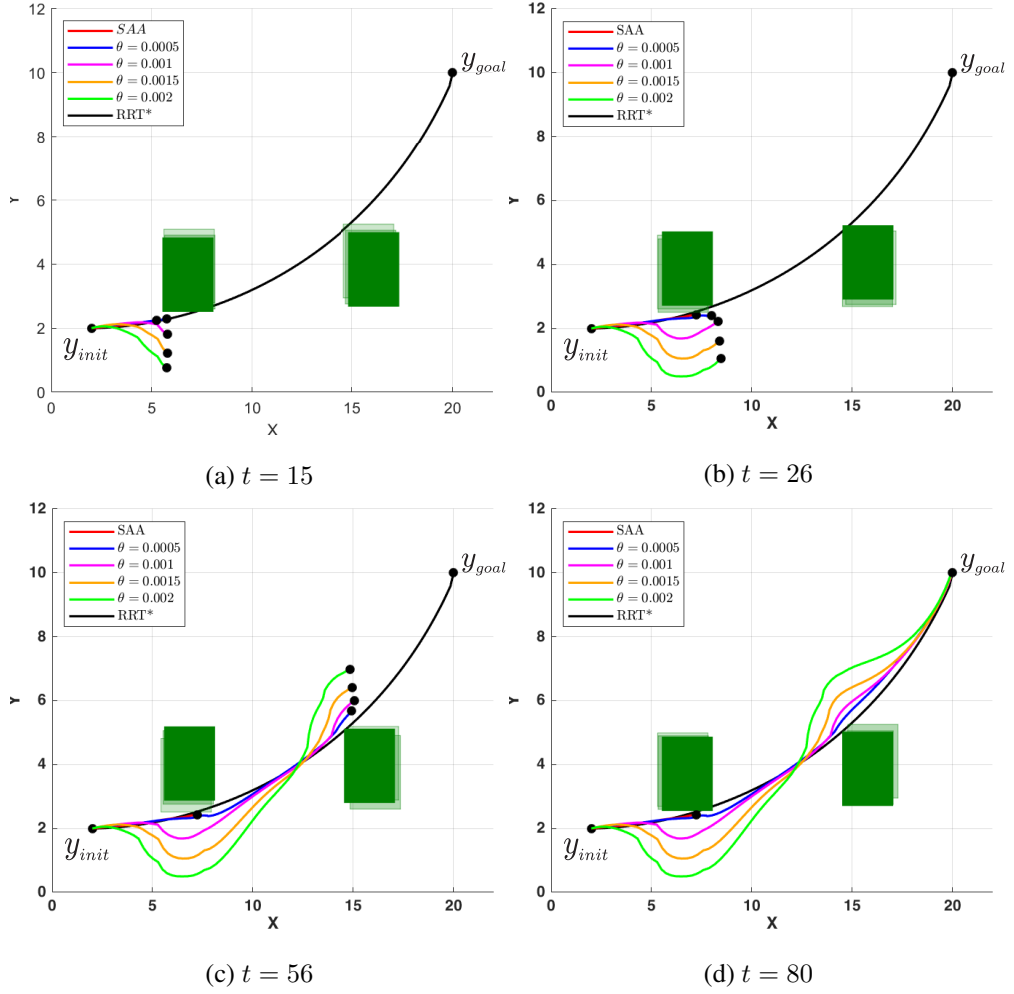 12
10
8
6
4
2
0
0 5 10 15 20
Y
X
SAA
θ = 0.0005
θ = 0.001
θ = 0.0015
θ = 0.002
RRT*
y_goal
y_init
(a) t = 15
12
10
8
6
4
2
0
0 5 10 15 20
Y
X
SAA
θ = 0.0005
θ = 0.001
θ = 0.0015
θ = 0.002
RRT*
y_goal
y_init
(b) t = 26
12
10
8
6
4
2
0
0 5 10 15 20
Y
X
SAA
θ = 0.0005
θ = 0.001
θ = 0.0015
θ = 0.002
RRT*
y_goal
y_init
(c) t = 56
12
10
8
6
4
2
0
0 5 10 15 20
Y
X
SAA
θ = 0.0005
θ = 0.001
θ = 0.0015
θ = 0.002
RRT*
y_goal
y_init
(d) t = 80